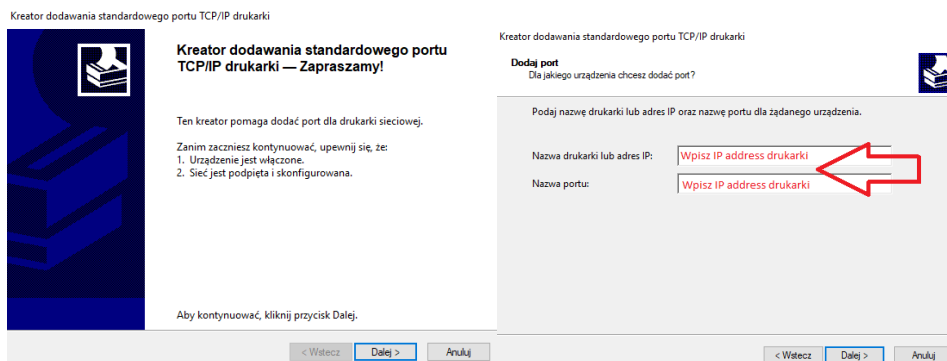 Kreator dodawania standardowego portu TCP/IP drukarki
Kreator dodawania standardowego portu
TCP/IP drukarki — Zapraszamy!
Ten kreator pomaga dodać port dla drukarki sieciowej.
Zanim zaczniesz kontynuować, upewnij się, że:
1. Urządzenie jest włączone.
2. Sieć jest podpięta i skonfigurowana.
Aby kontynuować, kliknij przycisk Dalej.
< Wstecz Dalej > Anuluj
Kreator dodawania standardowego portu TCP/IP drukarki
Dodaj port
Dla jakiego urządzenia chcesz dodać port?
Podaj nazwę drukarki lub adres IP oraz nazwę portu dla żądanego urządzenia.
Nazwa drukarki lub adres IP: Wpisz IP address drukarki
Nazwa portu: Wpisz IP address drukarki
< Wstecz Dalej > Anuluj